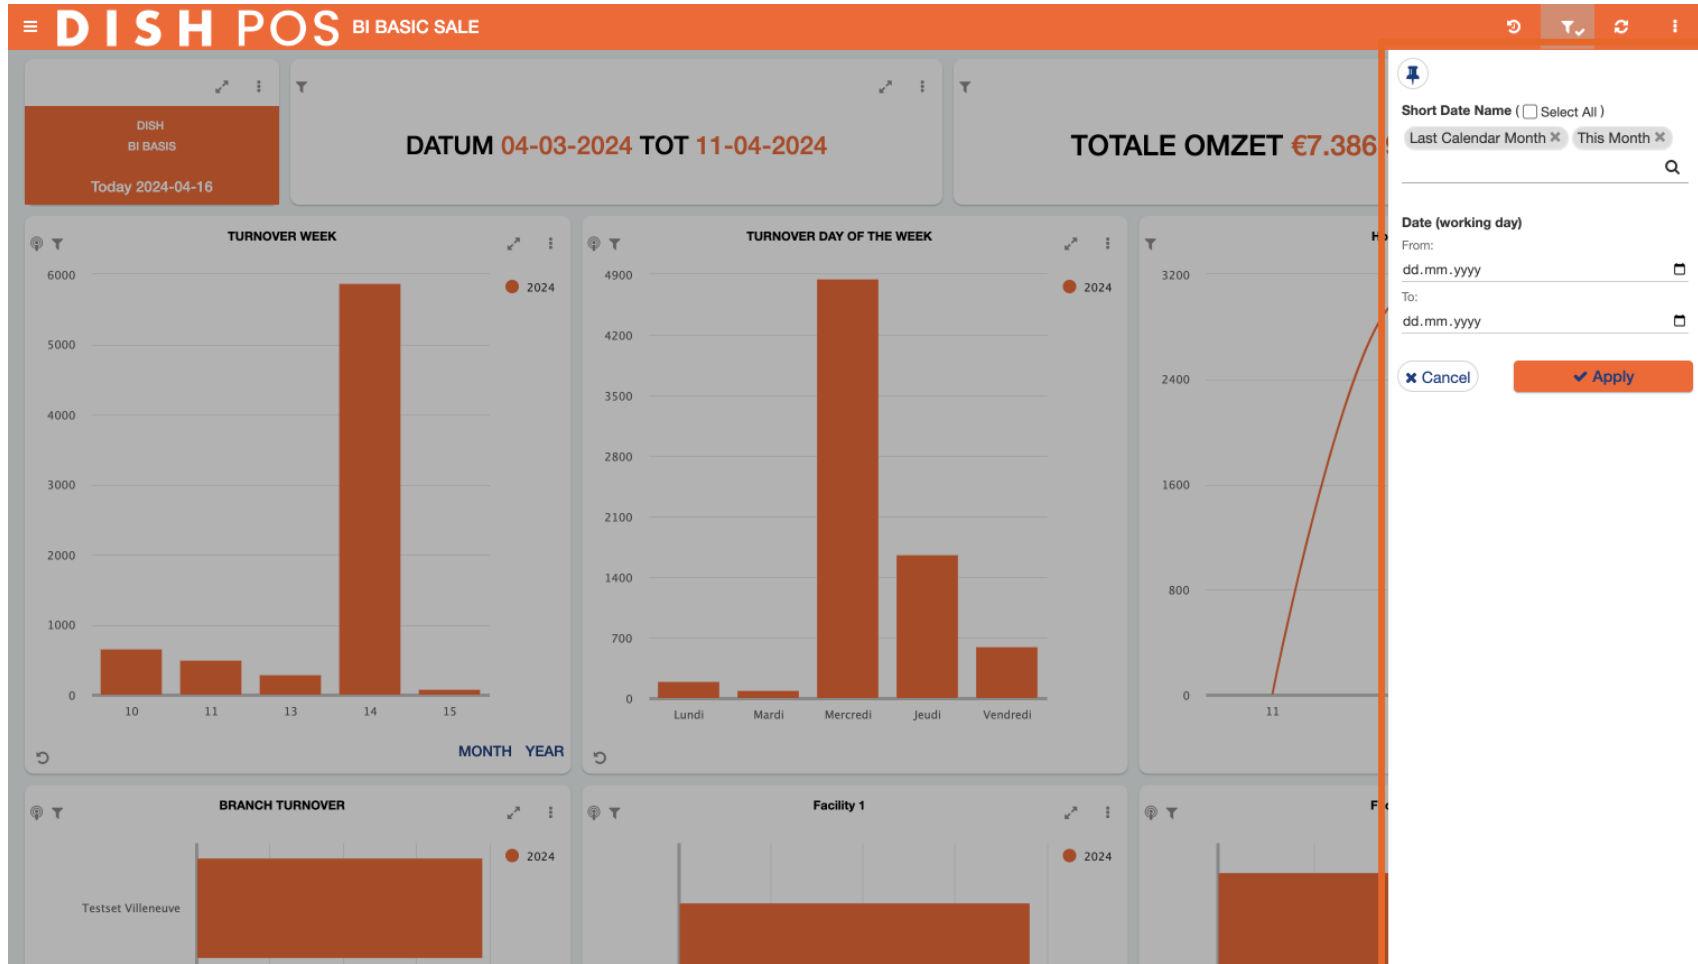 DISH POS BI BASIC SALE
DISH
BI BASIS
Today 2024-04-16
DATUM 04-03-2024 TOT 11-04-2024
TOTALE OMZET €7.386
Short Date Name ( Select All )
Last Calendar Month This Month
Date (working day)
From:
dd.mm.yyyy
To:
dd.mm.yyyy
Cancel Apply
TURNOVER WEEK
2024
6000
5000
4000
3000
2000
1000
0
10 11 13 14 15
MONTH YEAR
TURNOVER DAY OF THE WEEK
2024
4900
4200
3500
2800
2100
1400
700
0
Lundi Mardi Mercredi Jeudi Vendredi
3200
2400
1600
800
0
11
BRANCH TURNOVER
2024
Testset Villeneuve
Facility 1
2024